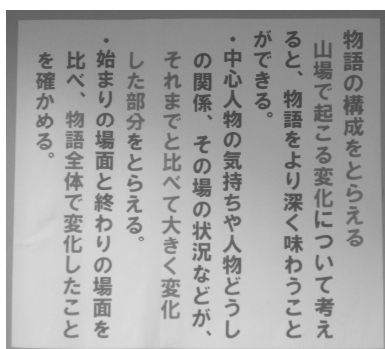 物語の構成をとらえる
山場で起こる変化について考え
ると、物語をより深く味わうこと
ができる。
・中心人物の気持ちや人物どうし
の関係、その場の状況などが、
それまでと比べて大きく変化
した部分をとらえる。
・始まりの場面と終わりの場面を
比べ、物語全体で変化したこと
を確かめる。